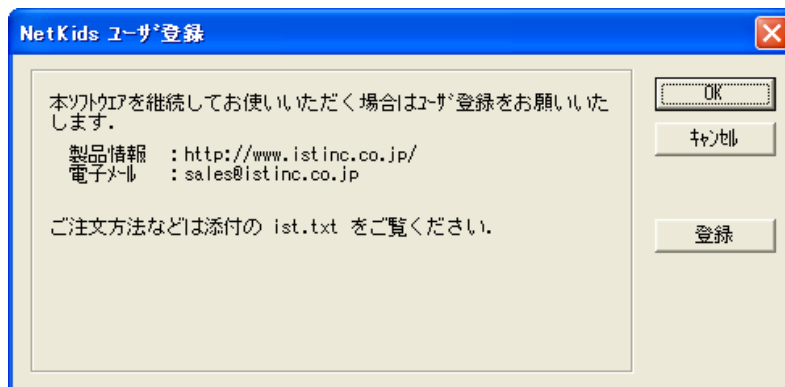 NetKids ﾕｰｻﾞ登録
本ｿﾌﾄｳｴｱを継続してお使いいただく場合はﾕｰｻﾞ登録をお願いいた
します.
製品情報 :http://www.istinc.co.jp/
電子ﾒｰﾙ :sales@istinc.co.jp
ご注文方法などは添付の ist.txt をご覧ください.
OK
ｷｬﾝｾﾙ
登録